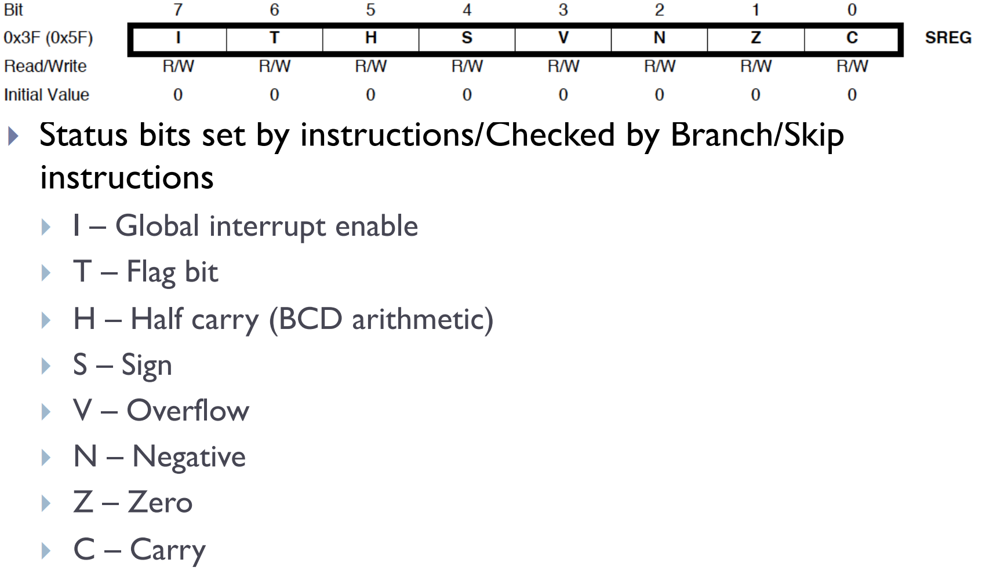 Bit 7 6 5 4 3 2 1 0
0x3F (0x5F) I T H S V N Z C SREG
Read/Write R/W R/W R/W R/W R/W R/W R/W R/W
Initial Value 0 0 0 0 0 0 0 0
Status bits set by instructions/Checked by Branch/Skip
instructions
I – Global interrupt enable
T – Flag bit
H – Half carry (BCD arithmetic)
S – Sign
V – Overflow
N – Negative
Z – Zero
C – Carry